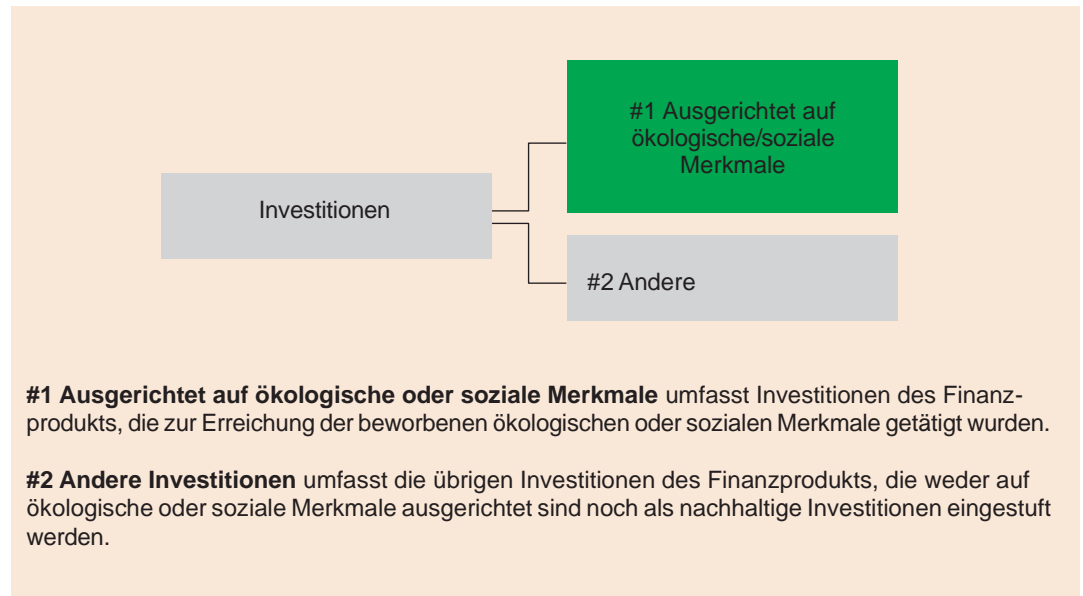 #1 Ausgerichtet auf
ökologische/soziale
Merkmale
Investitionen
#2 Andere
#1 Ausgerichtet auf ökologische oder soziale Merkmale umfasst Investitionen des Finanz-
produkts, die zur Erreichung der beworbenen ökologischen oder sozialen Merkmale getätigt wurden.
#2 Andere Investitionen umfasst die übrigen Investitionen des Finanzprodukts, die weder auf
ökologische oder soziale Merkmale ausgerichtet sind noch als nachhaltige Investitionen eingestuft
werden.